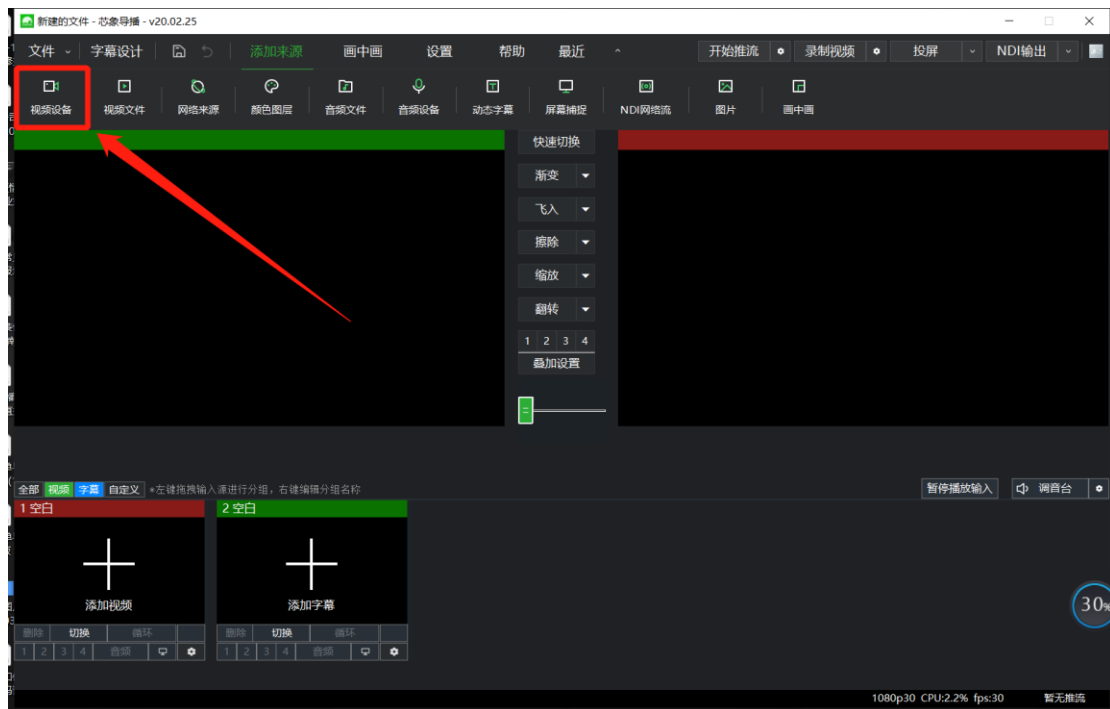 新建的文件 - 芯象导播 - v20.02.25
文件 字幕设计 添加来源 画中画 设置 帮助 最近 开始推流 录制视频 投屏 NDI输出
视频设备 视频文件 网络来源 颜色图层 音频文件 音频设备 动态字幕 屏幕捕捉 NDI网络流 图片 画中画
快速切换
渐变
飞入
擦除
缩放
翻转
1 2 3 4
叠加设置
全部 视频 字幕 自定义 *左键拖拽输入源进行分组，右键编辑分组名称 暂停播放输入 调音台
1 空白 2 空白
添加视频 添加字幕
删除 切换 循环 删除 切换 循环
1 2 3 4 音频 1 2 3 4 音频
30%
1080p30 CPU:2.2% fps:30 暂无推流